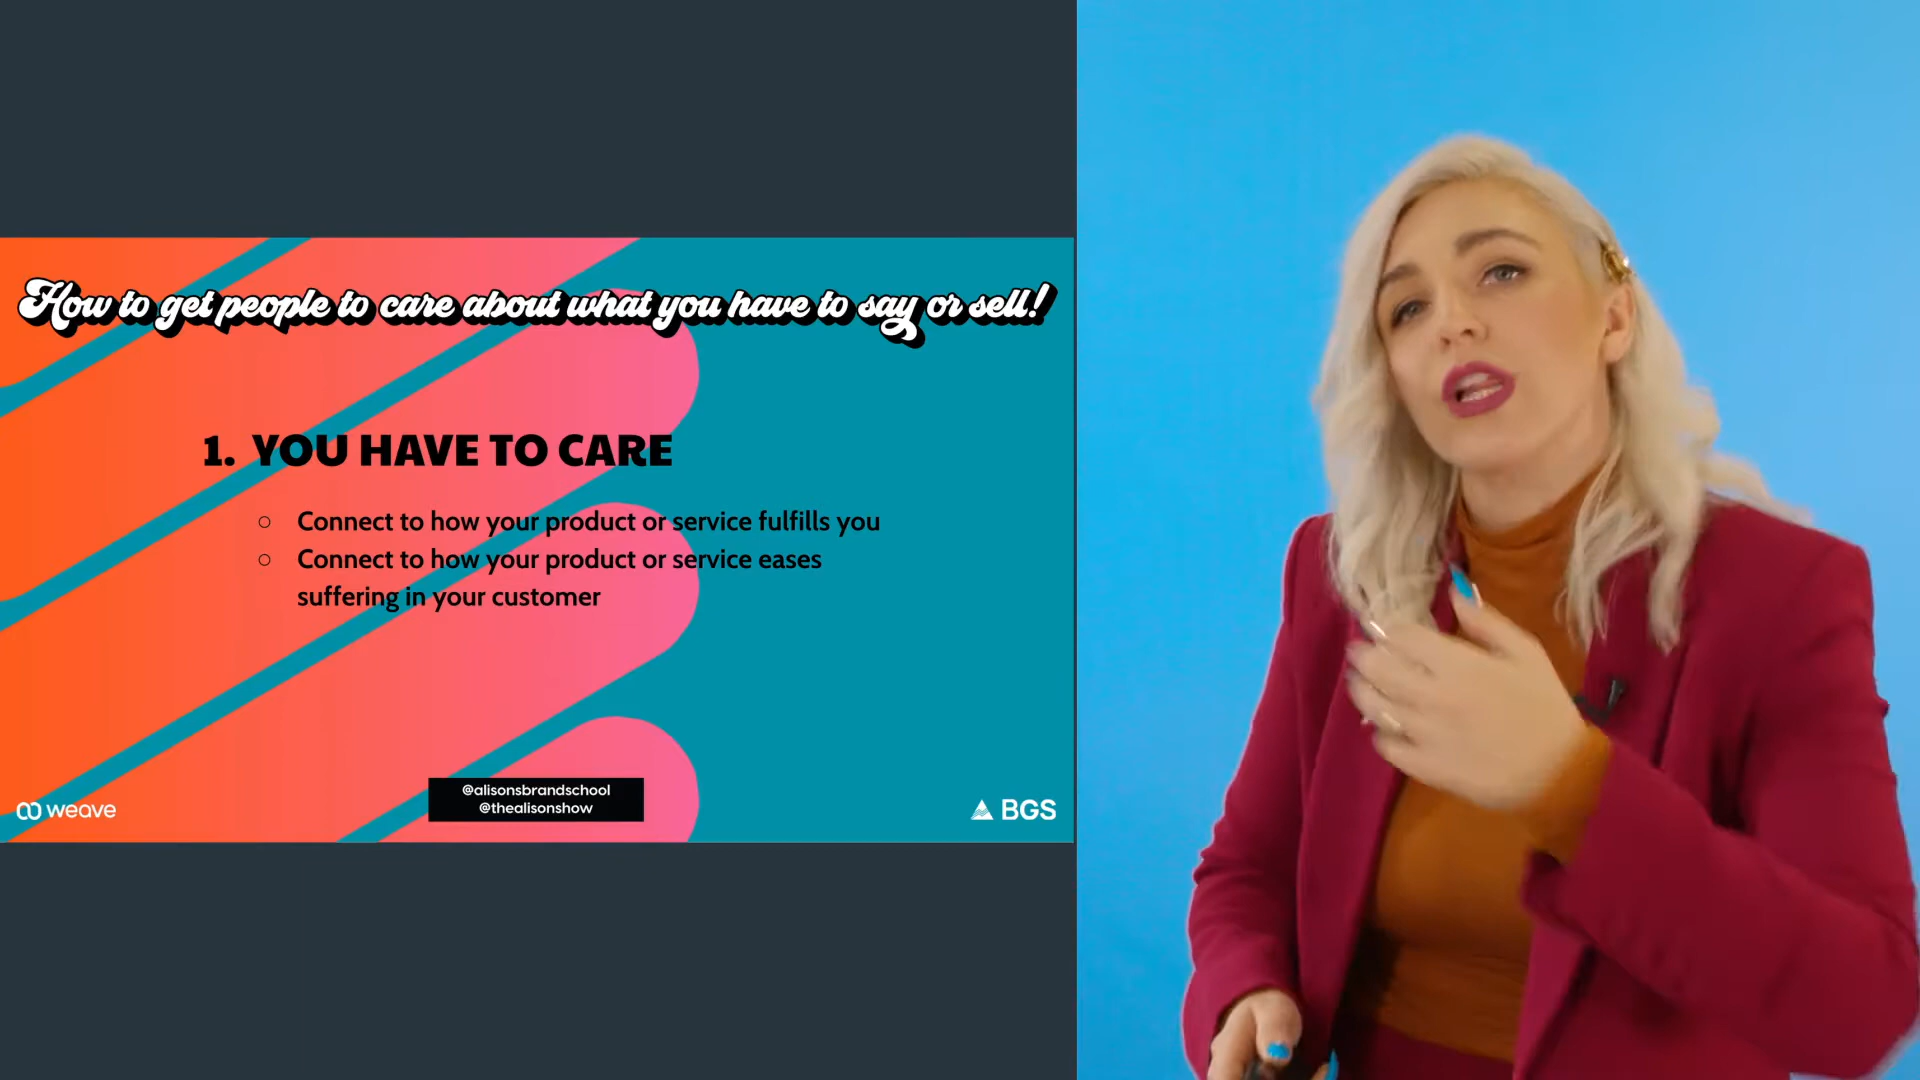 How to get people to care about what you have to say or sell!
1. YOU HAVE TO CARE
○ Connect to how your product or service fulfills you
○ Connect to how your product or service eases
suffering in your customer
@alisonsbrandschool
@thealisonshow
weave
BGS